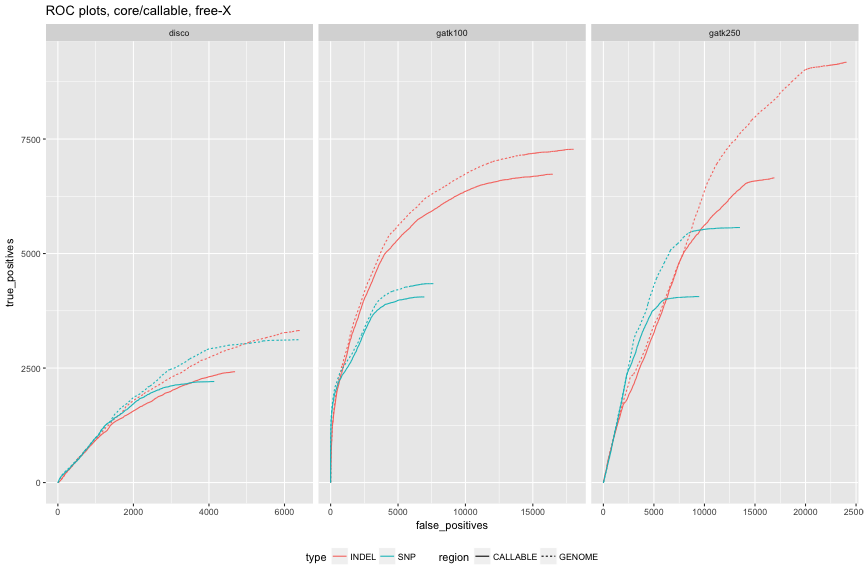 ROC plots, core/callable, free-X
disco gatk100 gatk250
true_positives
7500
5000
2500
0
0 2000 4000 6000 0 5000 10000 15000 0 5000 10000 15000 20000 25000
false_positives
type INDEL SNP region CALLABLE GENOME